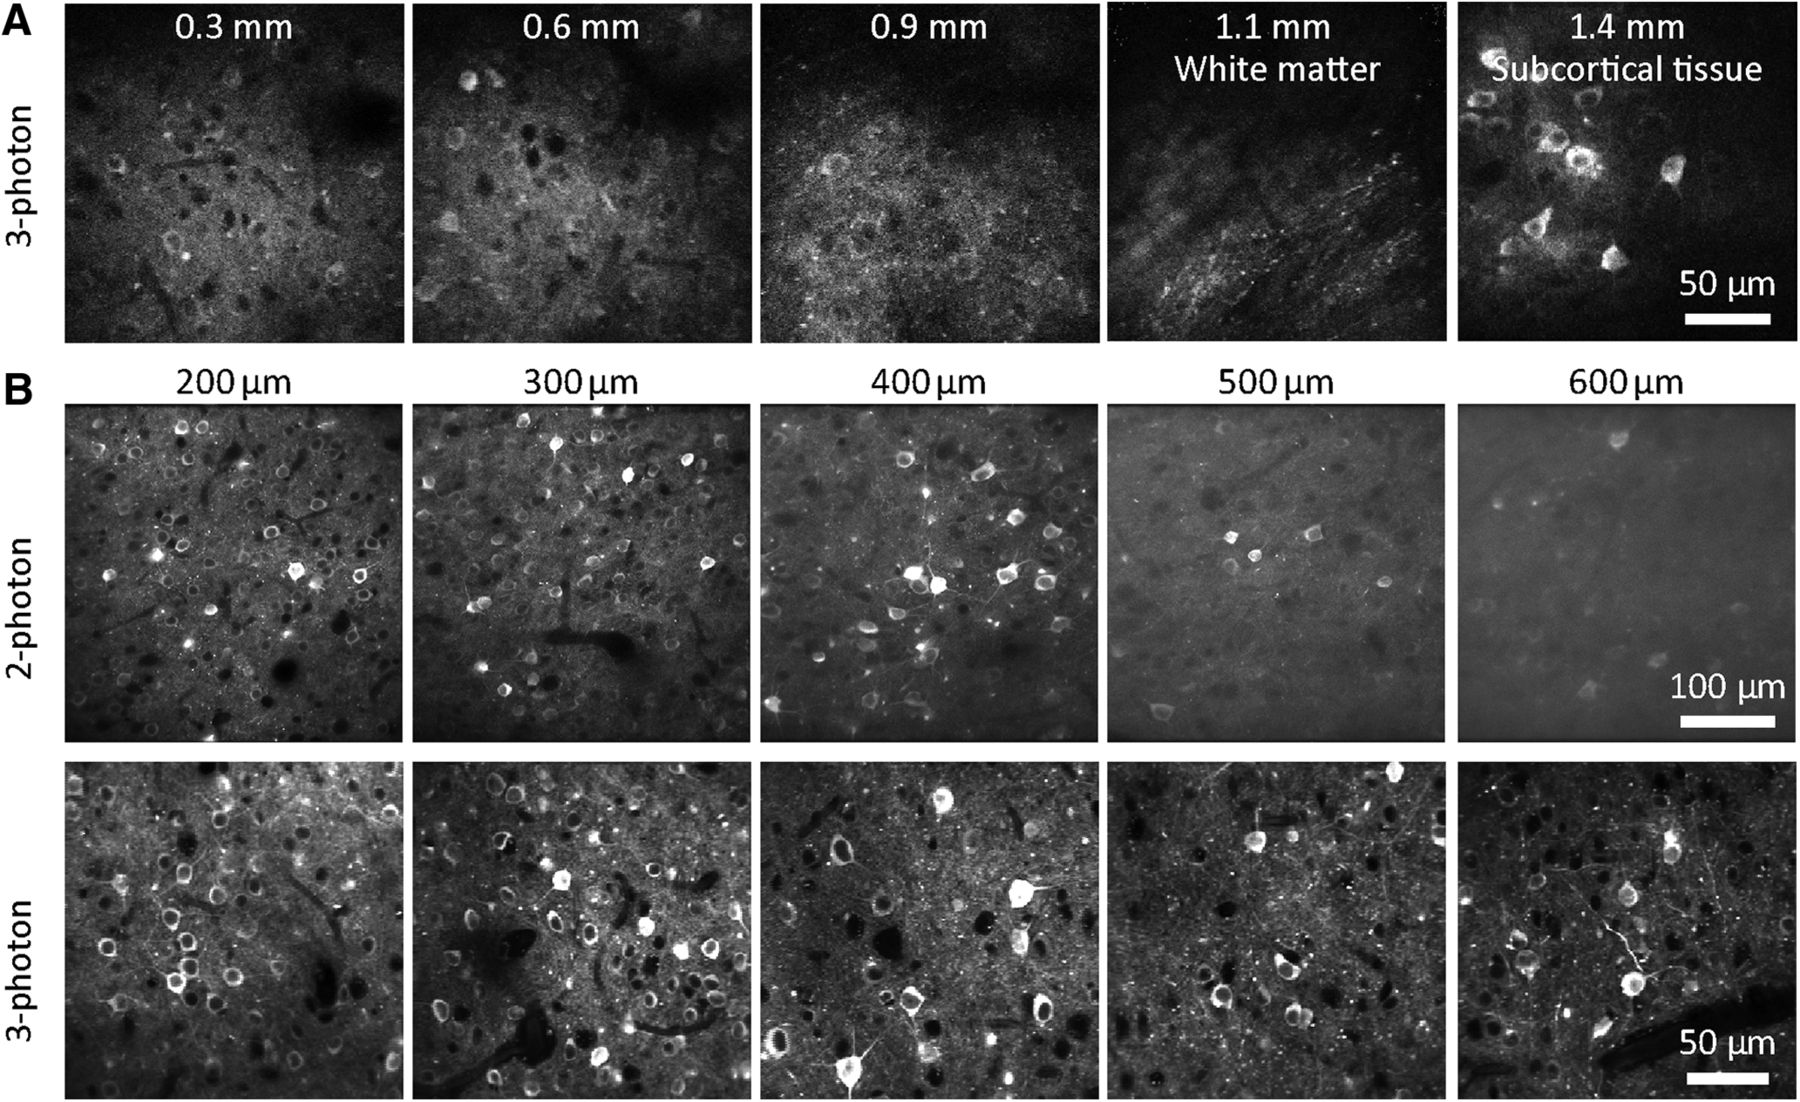 A
0.3 mm
0.6 mm
0.9 mm
1.1 mm
White matter
1.4 mm
Subcortical tissue
3-photon
50 µm
B
200 µm
300 µm
400 µm
500 µm
600 µm
2-photon
100 µm
3-photon
50 µm